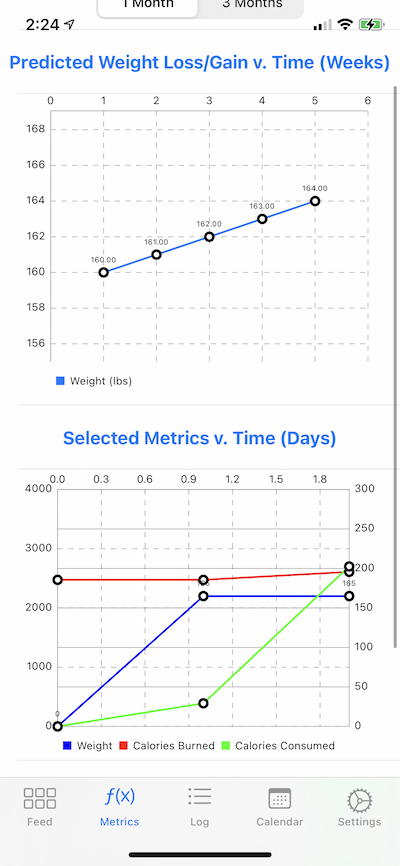 1 Month 3 Months
2:24
Predicted Weight Loss/Gain v. Time (Weeks)
0 1 2 3 4 5 6
168
166
164 164.00
163.00
162 162.00
161.00
160 160.00
158
156
Weight (lbs)
Selected Metrics v. Time (Days)
0.0 0.3 0.6 0.9 1.2 1.5 1.8
4000 300
250
3000
200
165
2000 150
1000 100
50
0
0 0
Weight Calories Burned Calories Consumed
f(x)
Feed Metrics Log Calendar Settings